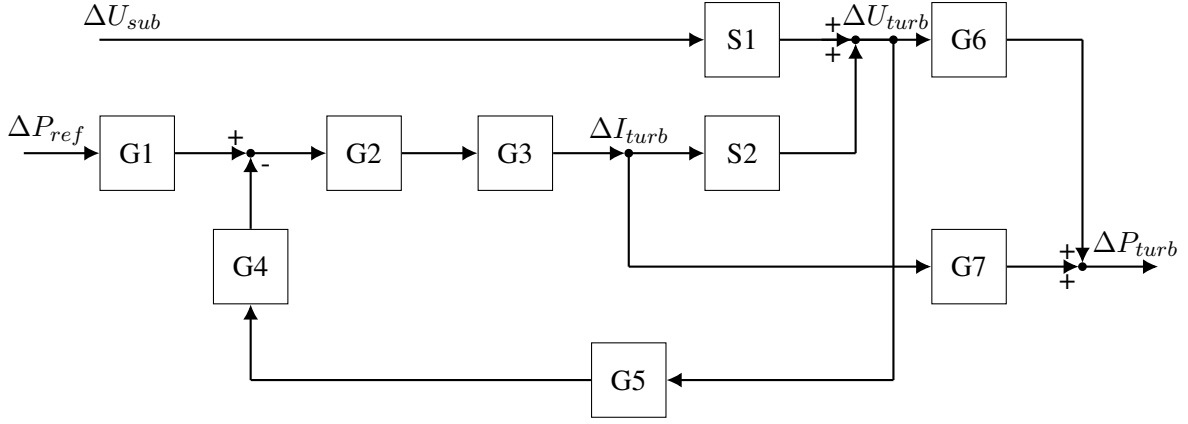 ΔU_sub
S1
+
+
ΔU_turb
G6
ΔP_ref
G1
+
-
G2
G3
ΔI_turb
S2
G4
G7
+
+
ΔP_turb
G5